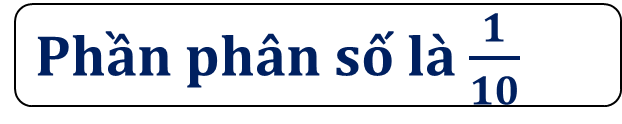 Phần phân số là 1/10